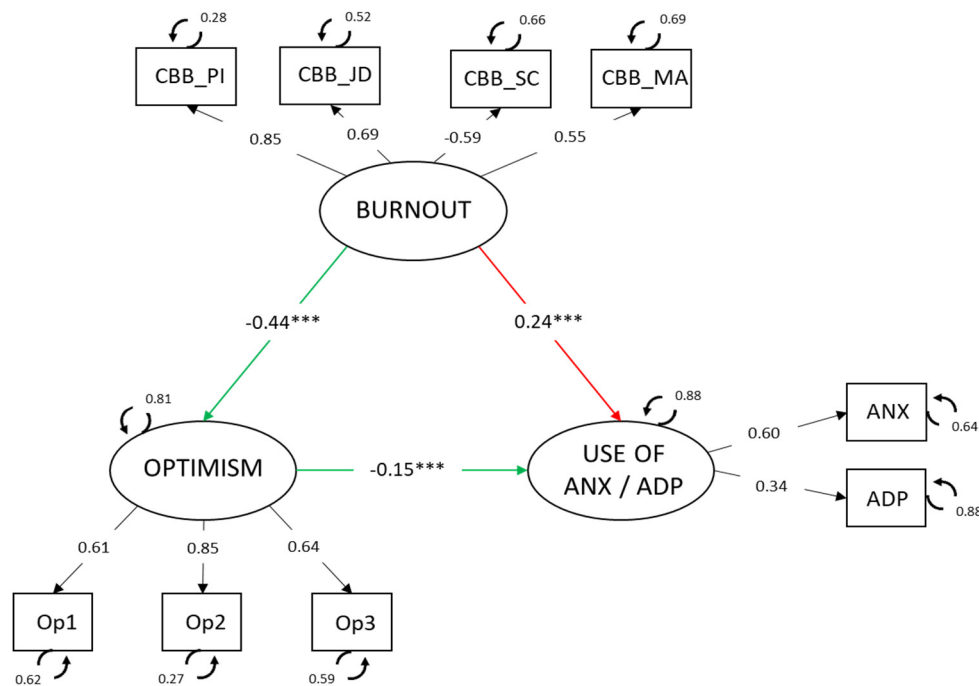 0.28
0.52
0.66
0.69
CBB_PI
CBB_JD
CBB_SC
CBB_MA
0.85
0.69
-0.59
0.55
BURNOUT
-0.44***
0.24***
0.81
0.88
OPTIMISM
-0.15***
USE OF
ANX / ADP
0.60
ANX
0.64
0.34
ADP
0.88
0.61
0.85
0.64
Op1
Op2
Op3
0.62
0.27
0.59